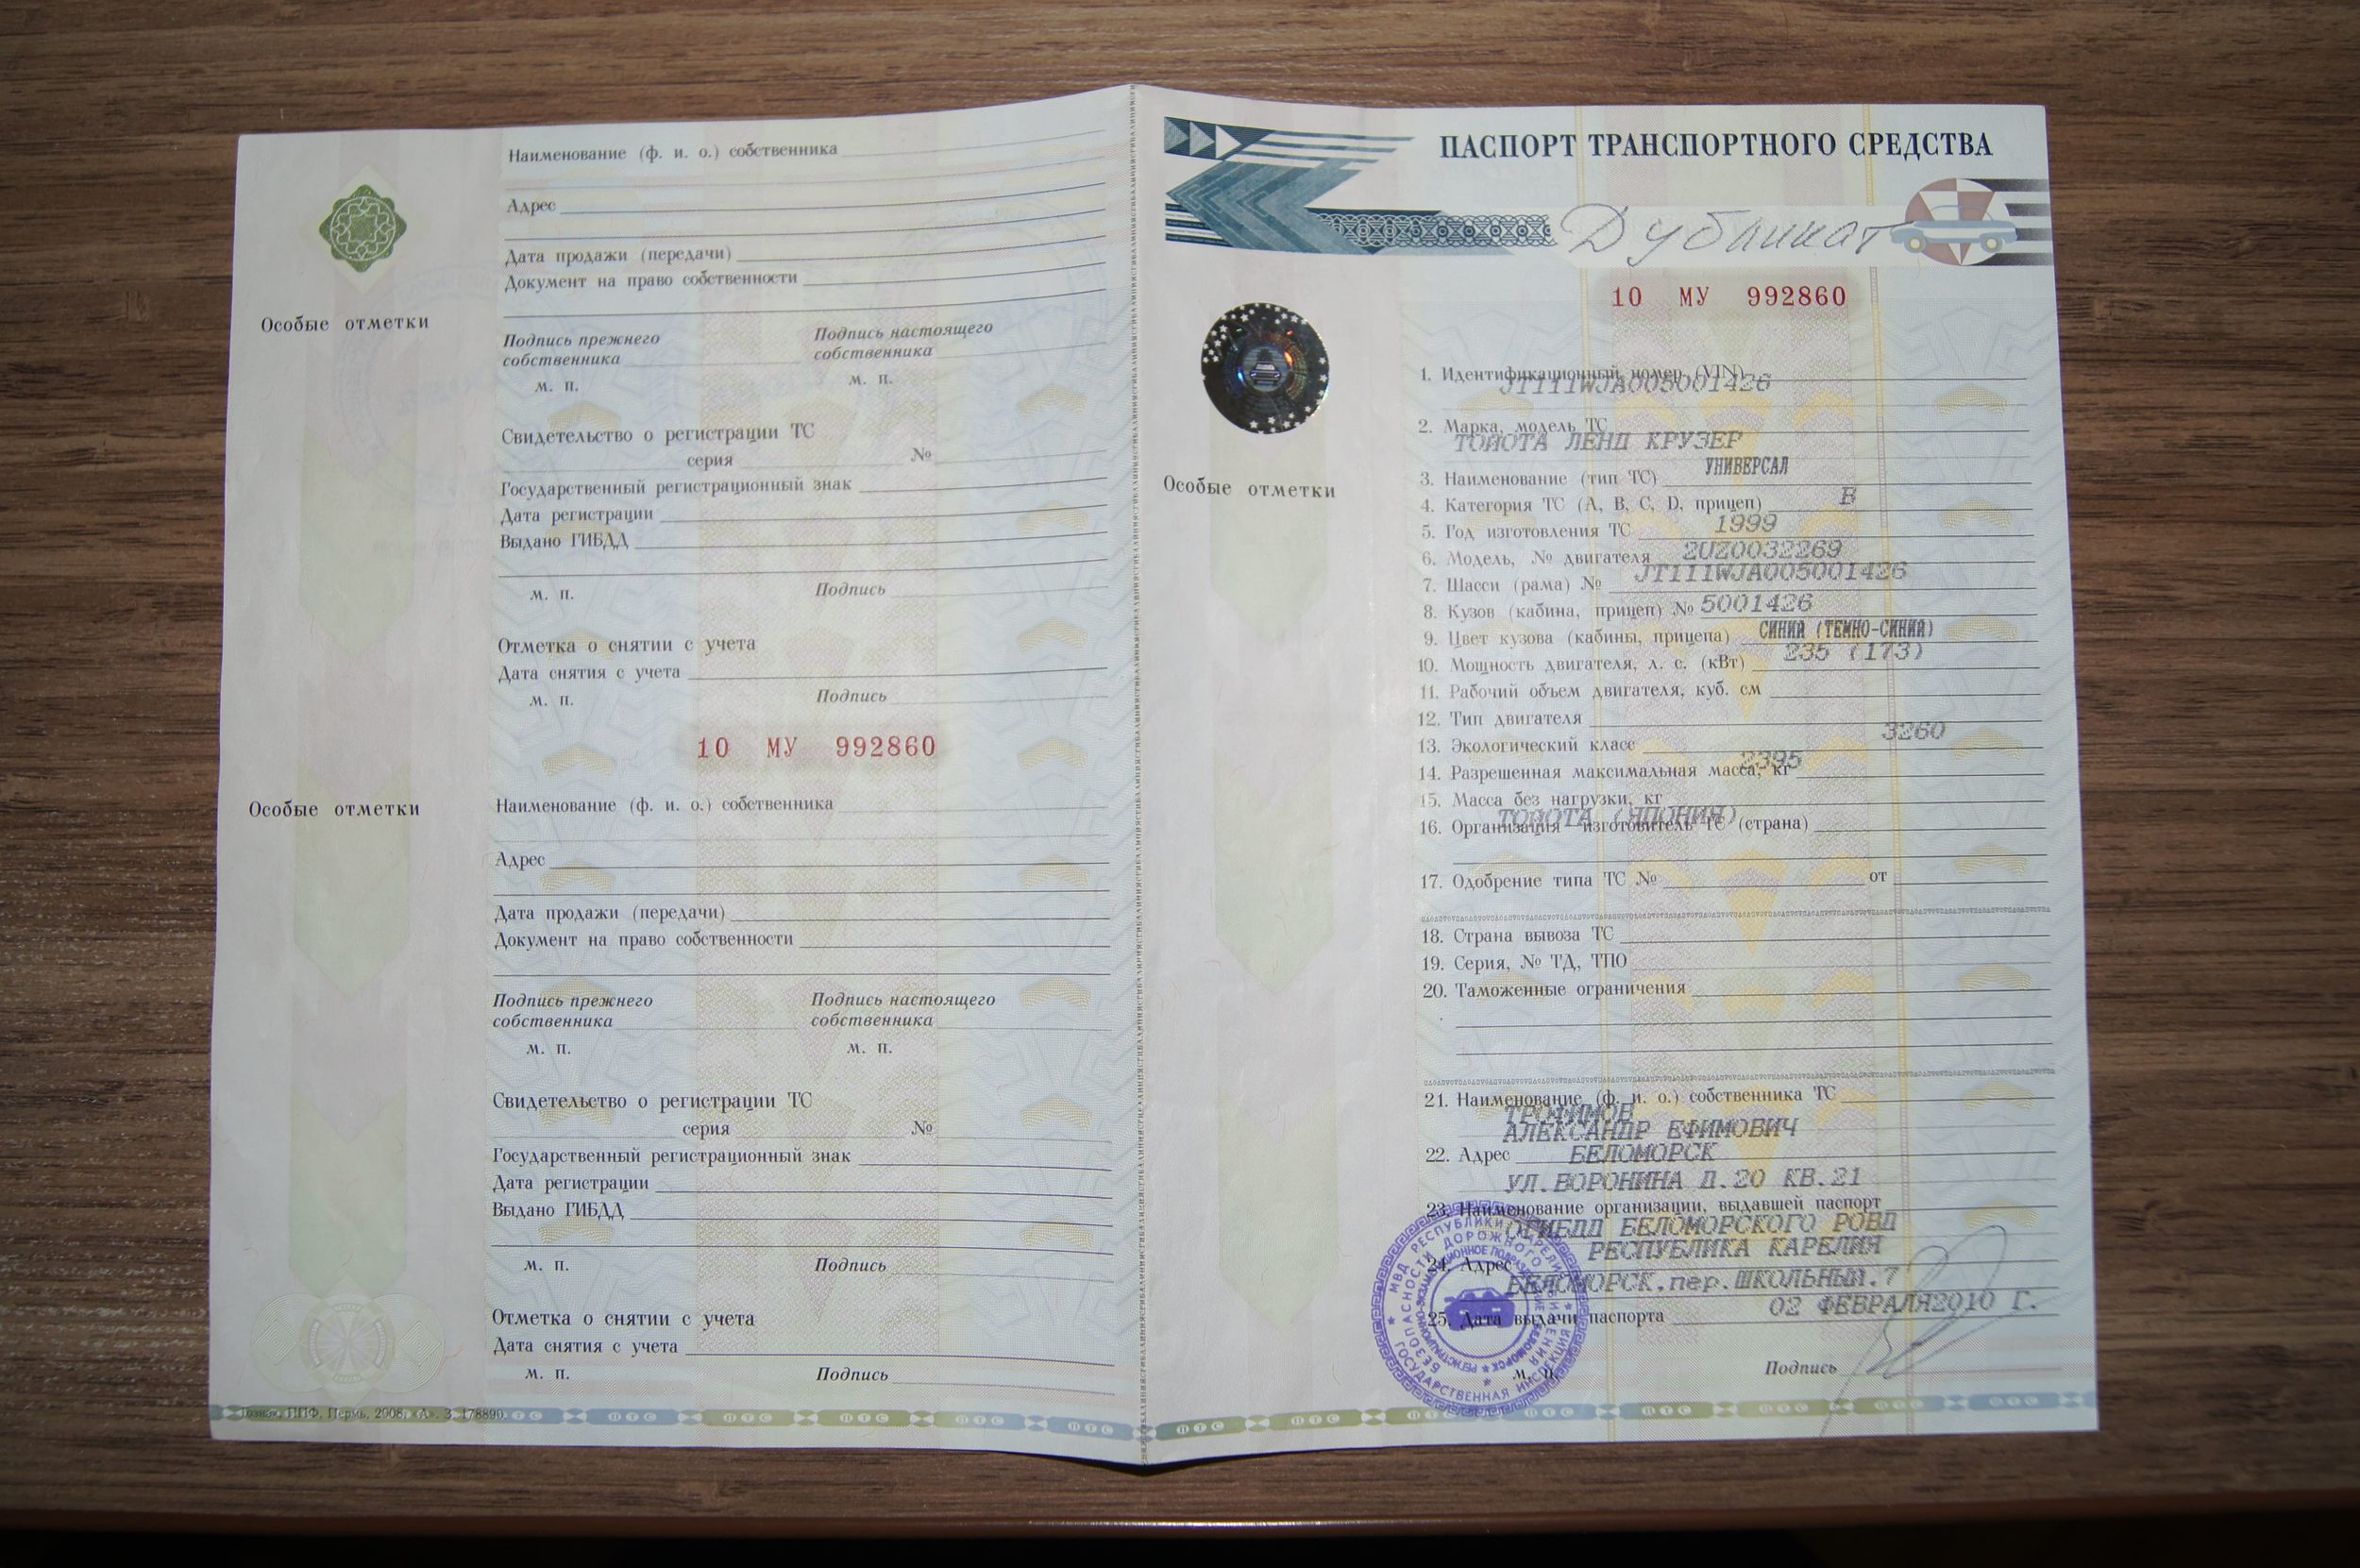 Особые отметки
Особые отметки
Наименование (ф. и. о.) собственника
Адрес
Дата продажи (передачи)
Документ на право собственности
Подпись прежнего собственника
Подпись настоящего собственника
м. п.
м. п.
Свидетельство о регистрации ТС
серия №
Государственный регистрационный знак
Дата регистрации
Выдано ГИБДД
м. п. Подпись
Отметка о снятии с учета
Дата снятия с учета
м. п. Подпись
10 МУ 992860
Наименование (ф. и. о.) собственника
Адрес
Дата продажи (передачи)
Документ на право собственности
Подпись прежнего собственника
Подпись настоящего собственника
м. п.
м. п.
Свидетельство о регистрации ТС
серия №
Государственный регистрационный знак
Дата регистрации
Выдано ГИБДД
м. п. Подпись
Отметка о снятии с учета
Дата снятия с учета
м. п. Подпись
ППФ, Пермь, 2008, «А». З. 178890
ПАСПОРТ ТРАНСПОРТНОГО СРЕДСТВА
Дубликат
10 МУ 992860
Особые отметки
1. Идентификационный номер (VIN)
JT111WJA005001426
2. Марка, модель ТС
ТОЙОТА ЛЕНД КРУЗЕР
3. Наименование (тип ТС) УНИВЕРСАЛ
4. Категория ТС (A, B, C, D, прицеп) B
5. Год изготовления ТС 1999
6. Модель, № двигателя 2UZ0032269
7. Шасси (рама) № JT111WJA005001426
8. Кузов (кабина, прицеп) № 5001426
9. Цвет кузова (кабины, прицепа) СИНИЙ (ТЕМНО-СИНИЙ)
10. Мощность двигателя, л. с. (кВт) 235 (173)
11. Рабочий объем двигателя, куб. см
12. Тип двигателя
3260
13. Экологический класс
2395
14. Разрешенная максимальная масса, кг
15. Масса без нагрузки, кг
ТОЙОТА (ЯПОНИЯ)
16. Организация - изготовитель ТС (страна)
17. Одобрение типа ТС № от
18. Страна вывоза ТС
19. Серия, № ТД, ТПО
20. Таможенные ограничения
21. Наименование (ф. и. о.) собственника ТС
ТРОФИМОВ
АЛЕКСАНДР ЕФИМОВИЧ
22. Адрес БЕЛОМОРСК
УЛ.ВОРОНИНА Д.20 КВ.21
23. Наименование организации, выдавшей паспорт
ОГИБДД БЕЛОМОРСКОГО РОВД
РЕСПУБЛИКА КАРЕЛИЯ
24. Адрес
БЕЛОМОРСК.пер.ШКОЛЬНЫЙ.7
02 ФЕВРАЛЯ2010 Г.
25. Дата выдачи паспорта
м. п. Подпись